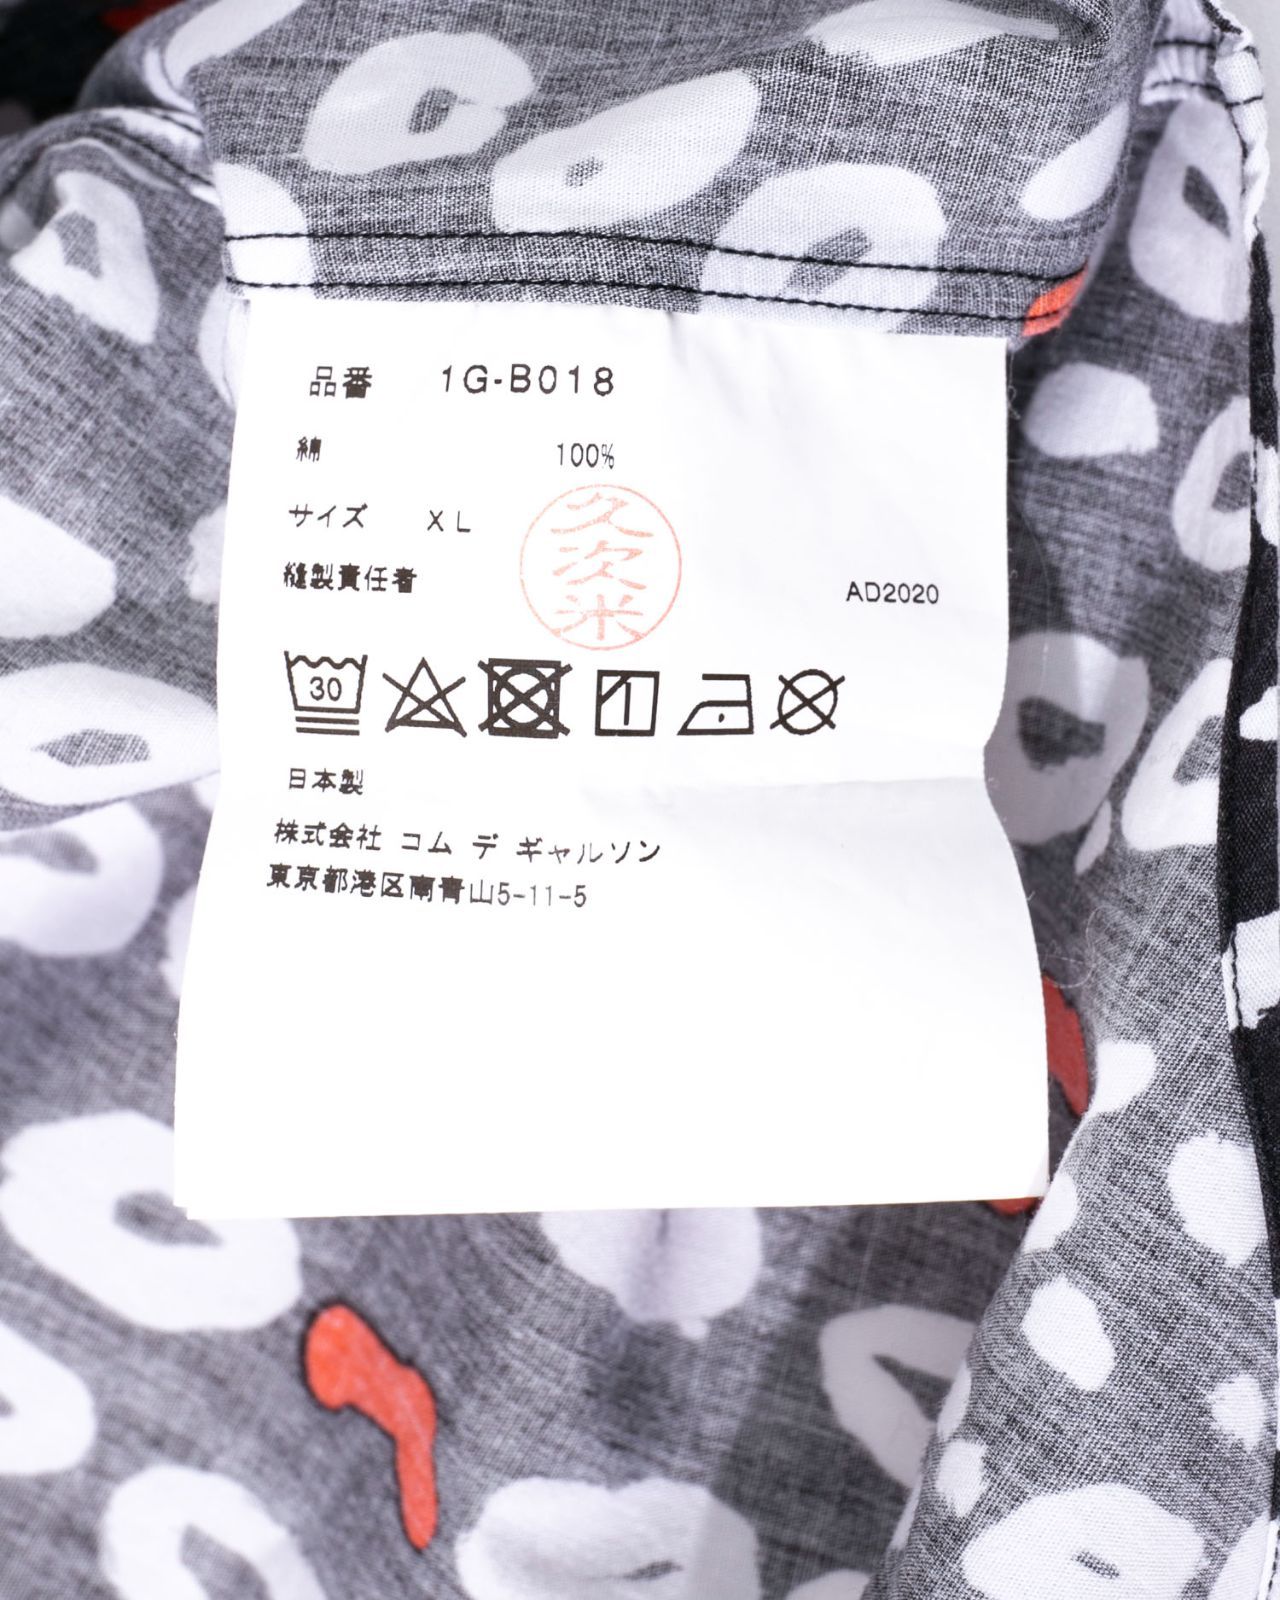 品番 1G-B018
綿 100%
サイズ XL
久次米
縫製責任者
AD2020
30
日本製
株式会社 コム デ ギャルソン
東京都港区南青山5-11-5